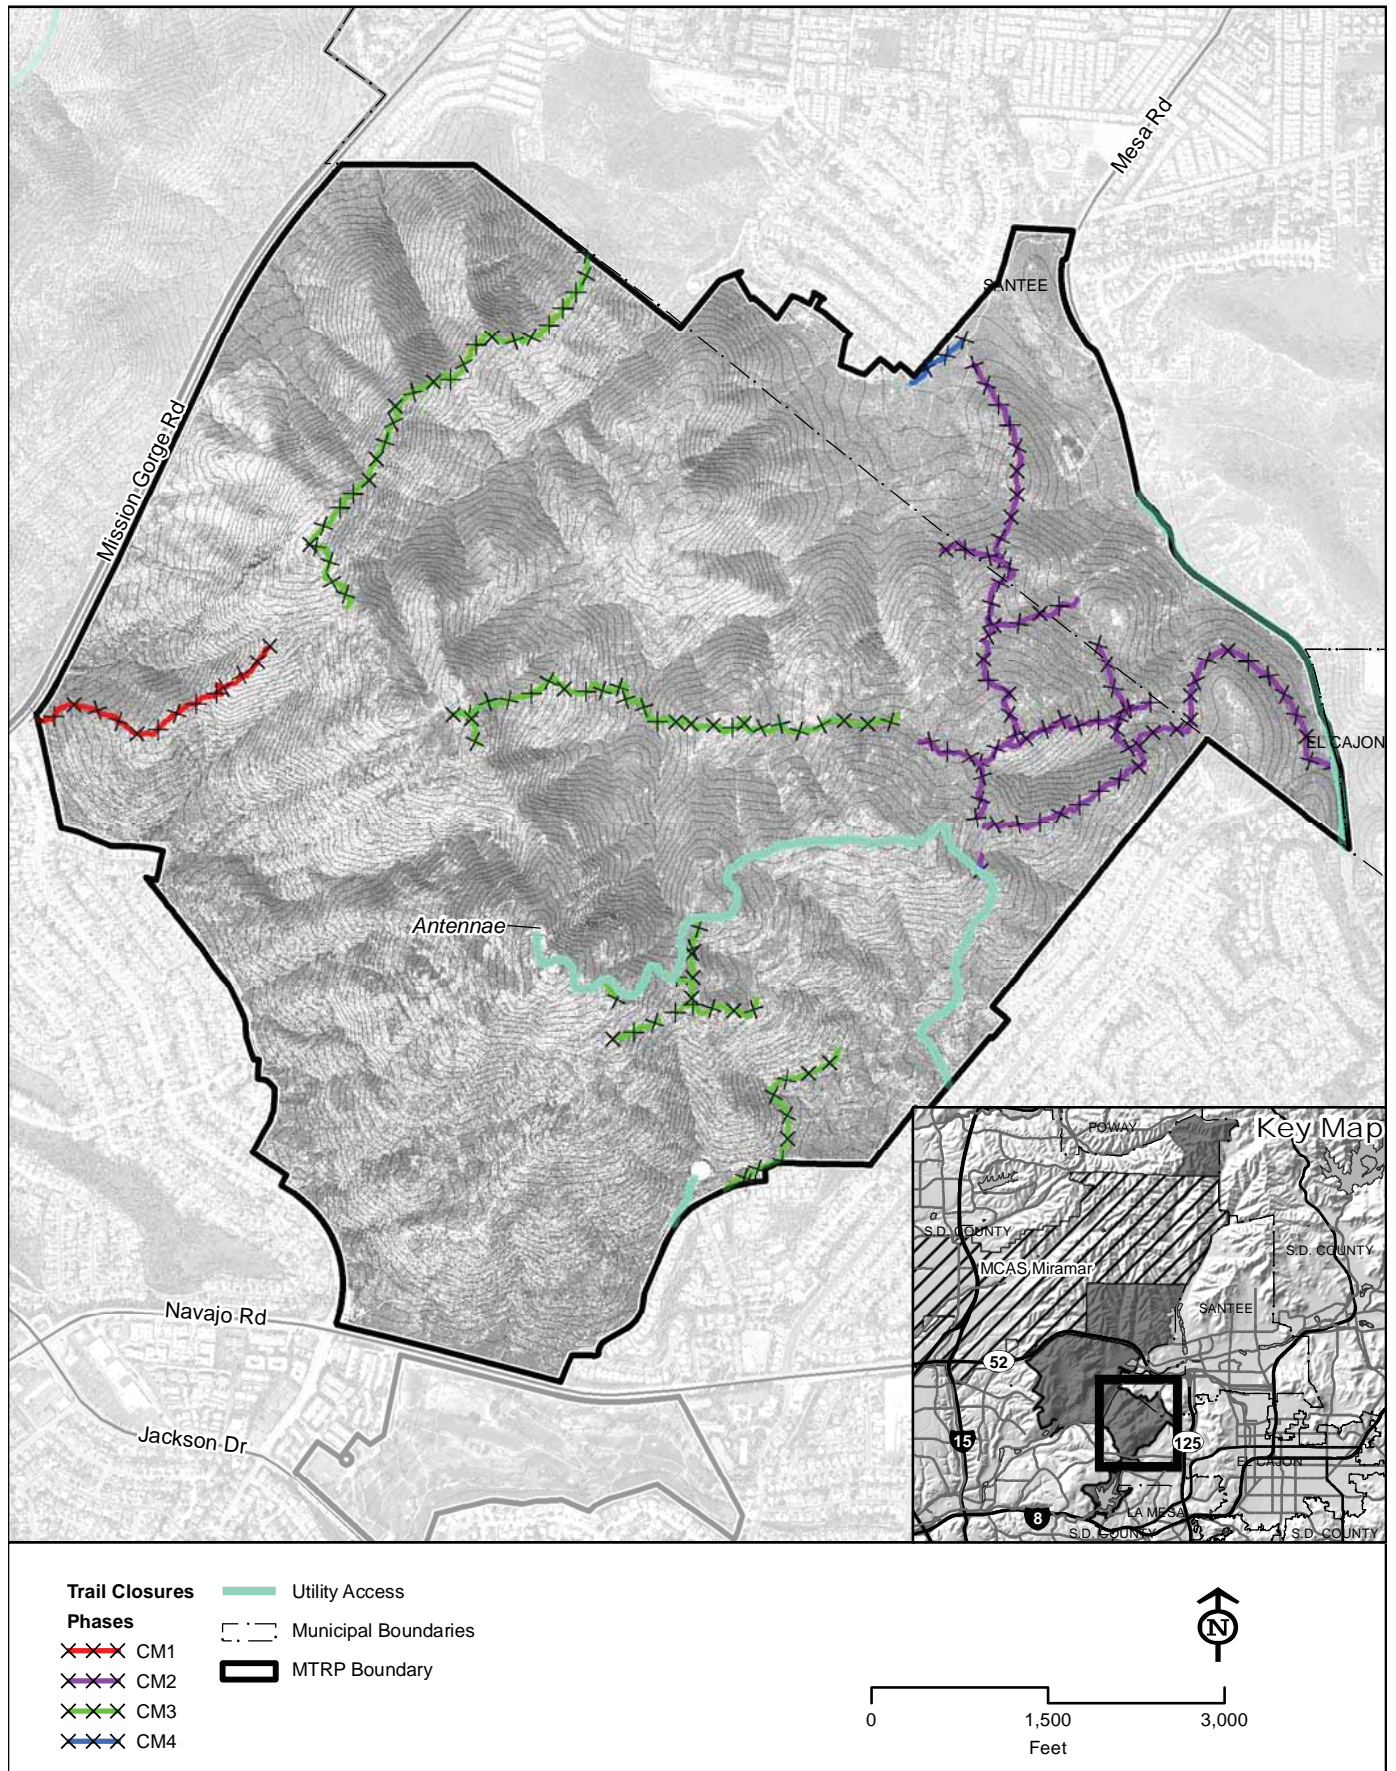 Mesa Rd
SANTEE
Mission Gorge Rd
EL CAJON
Antennae
Navajo Rd
Jackson Dr
Key Map
POWAY
S.D. COUNTY
S.D. COUNTY
MCAS Miramar
SANTEE
52
15
125
EL CAJON
8
LA MESA
S.D. COUNTY
S.D. COUNTY
Trail Closures
Phases
CM1
CM2
CM3
CM4
Utility Access
Municipal Boundaries
MTRP Boundary
N
0 1,500 3,000
Feet